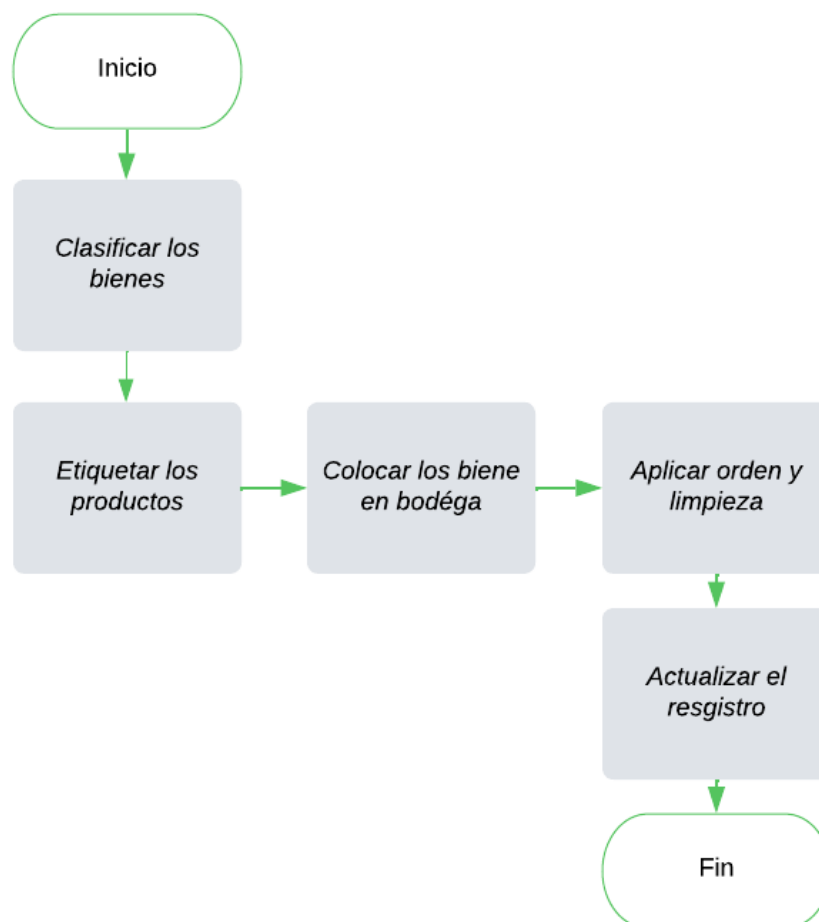 Inicio
Clasificar los
bienes
Etiquetar los
productos
Colocar los biene
en bodéga
Aplicar orden y
limpieza
Actualizar el
resgistro
Fin